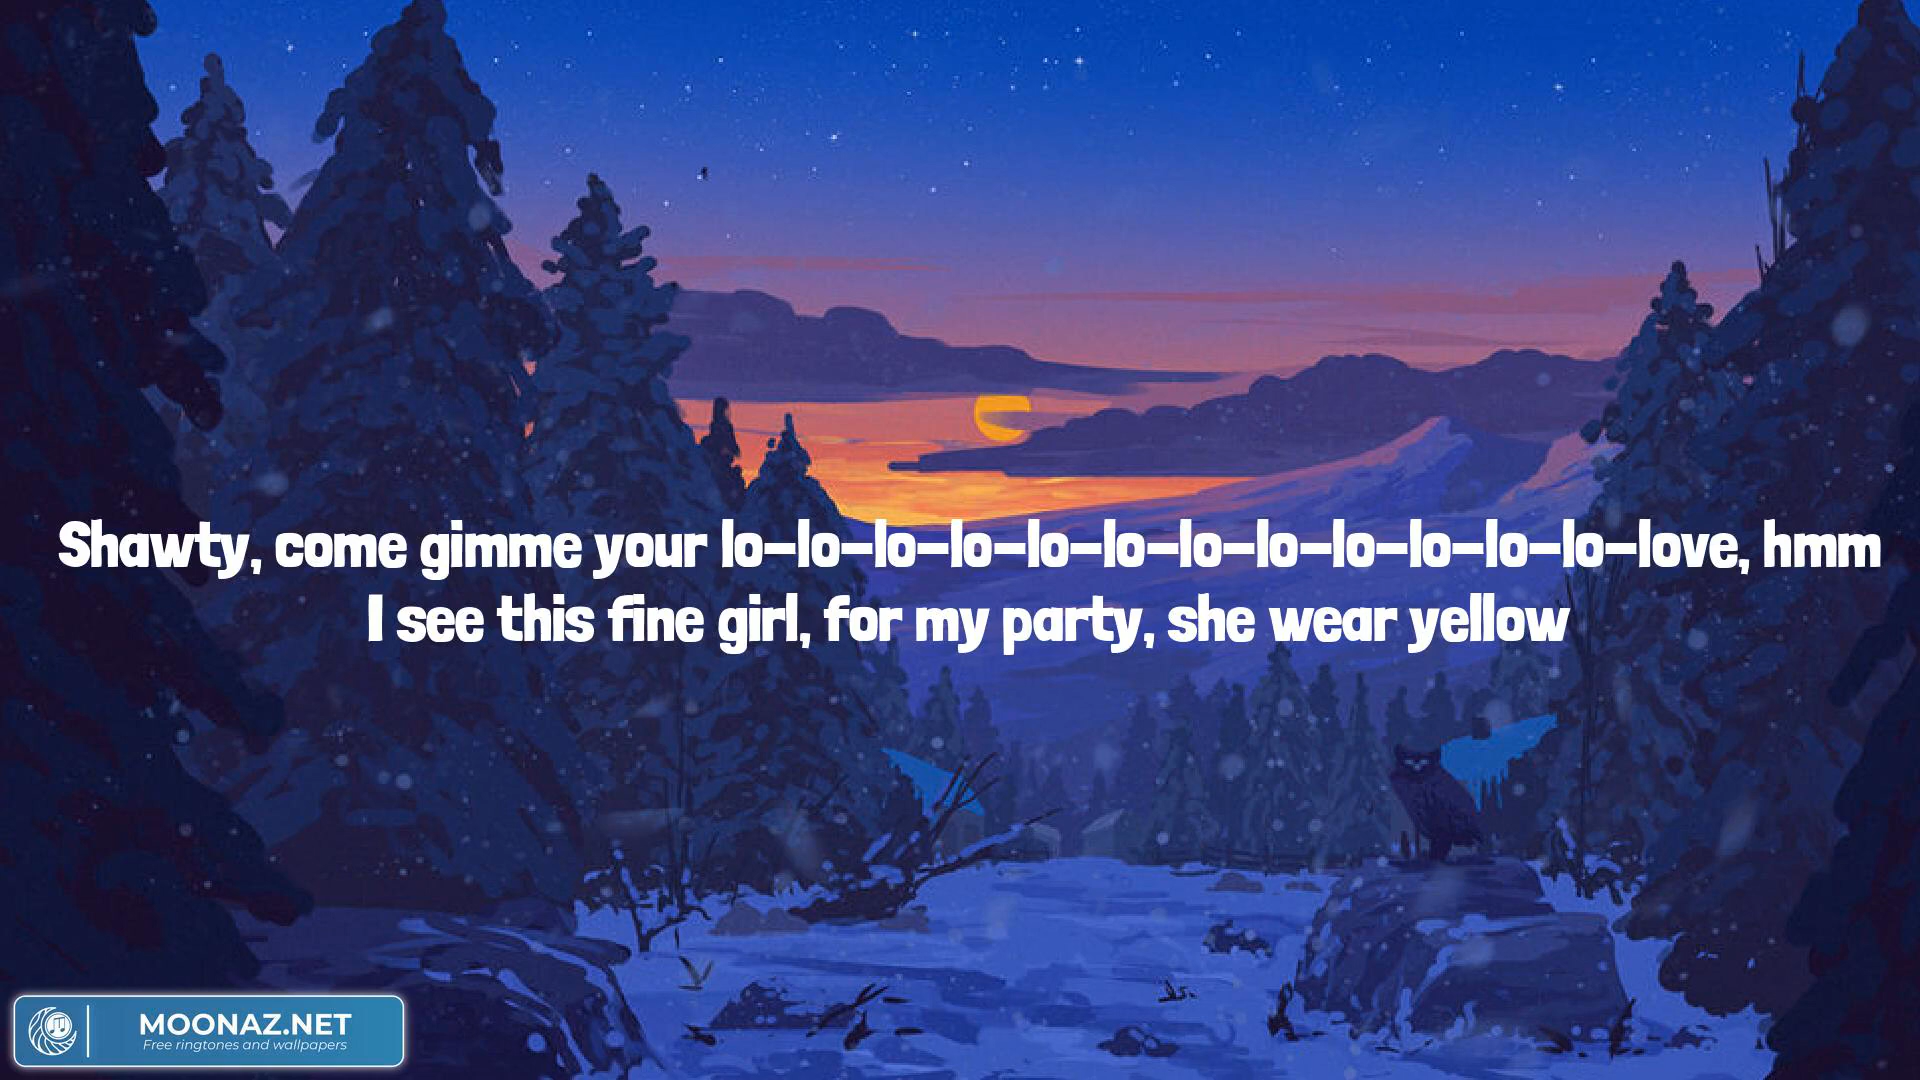 Shawty, come gimme your lo-lo-lo-lo-lo-lo-lo-lo-lo-lo-lo-lo-love, hmm
I see this fine girl, for my party, she wear yellow
MOONAZ.NET
Free ringtones and wallpapers